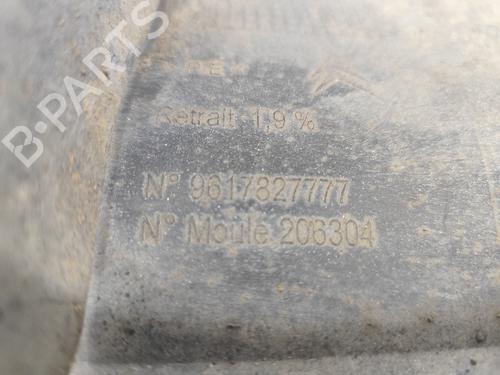 B-PARTS
Retrait 1,9 %
N° 9617827777
N° Moule 206304